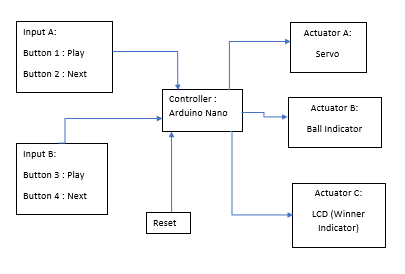 Input A:
Button 1 : Play
Button 2 : Next
Actuator A:
Servo
Controller :
Arduino Nano
Actuator B:
Ball Indicator
Input B:
Button 3 : Play
Button 4 : Next
Reset
Actuator C:
LCD (Winner
Indicator)